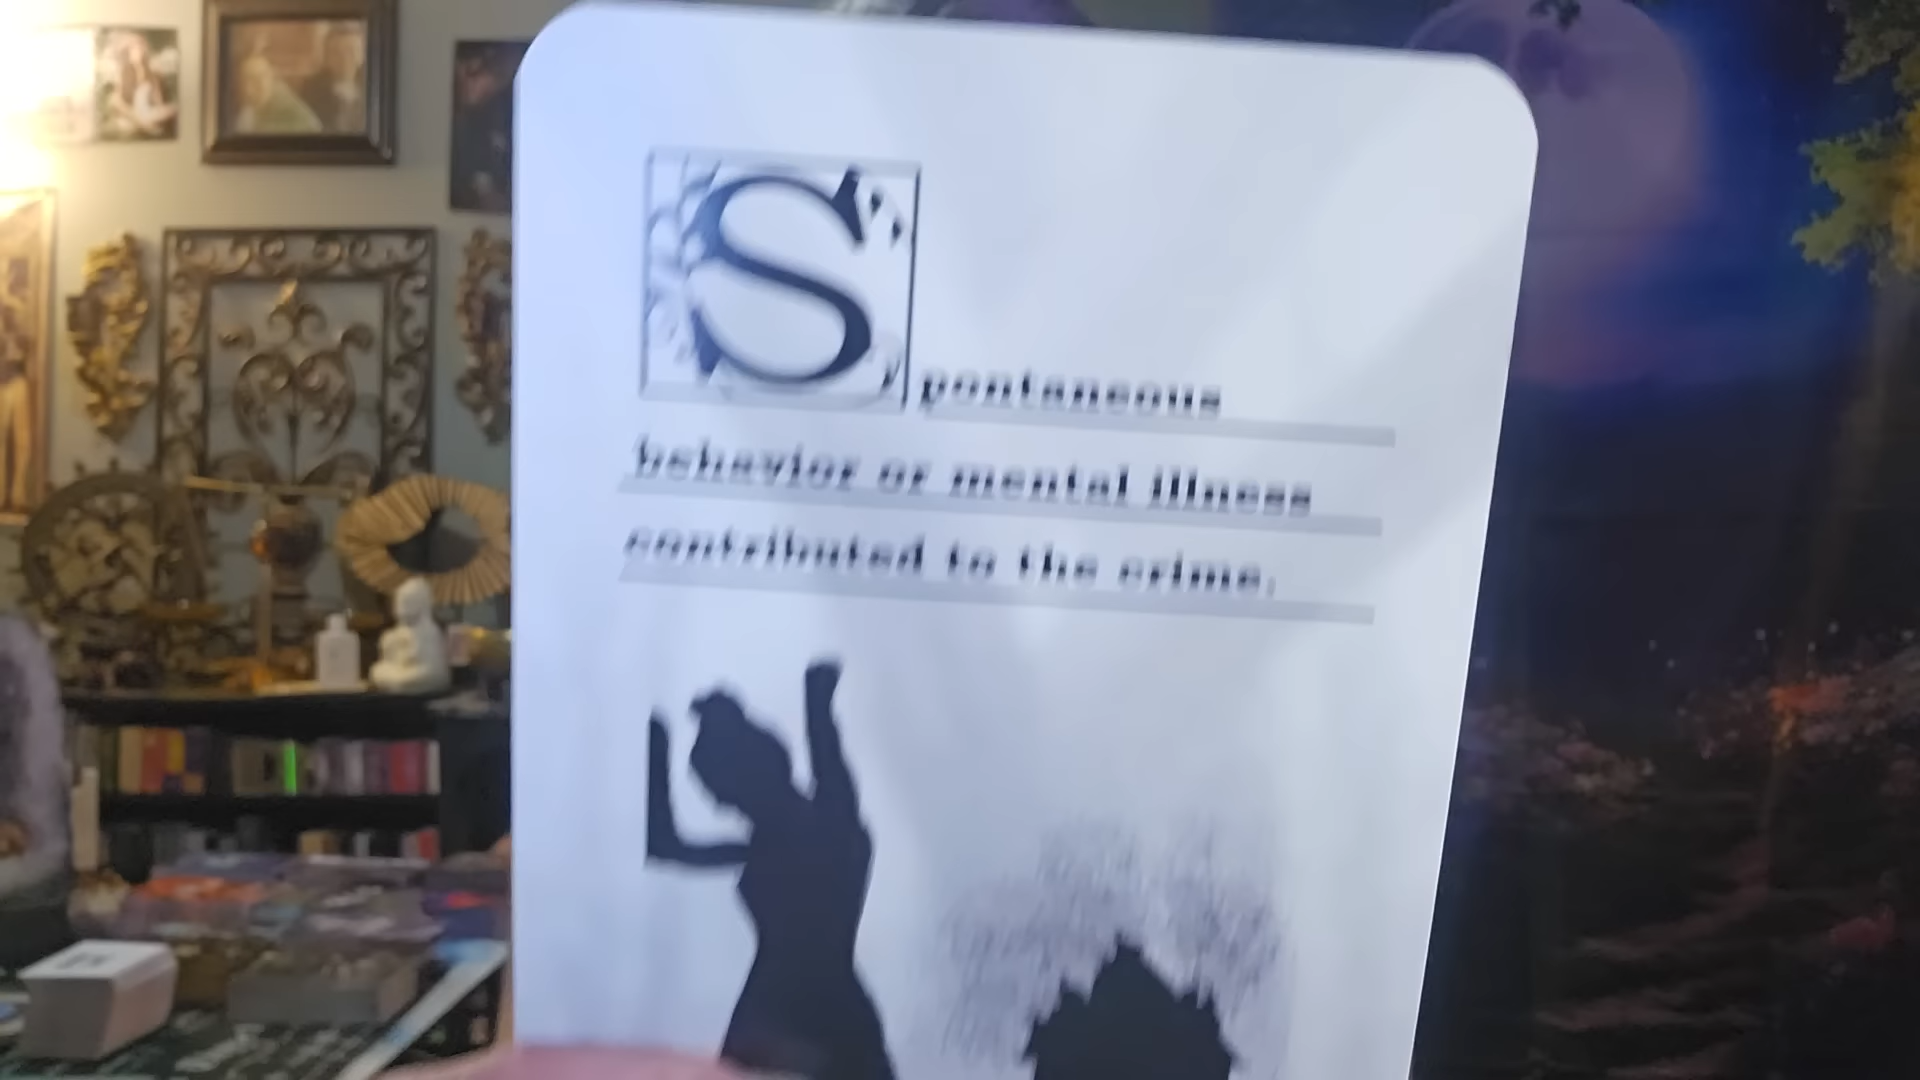 Spontaneous
behavior or mental illness
contributed to the crime.